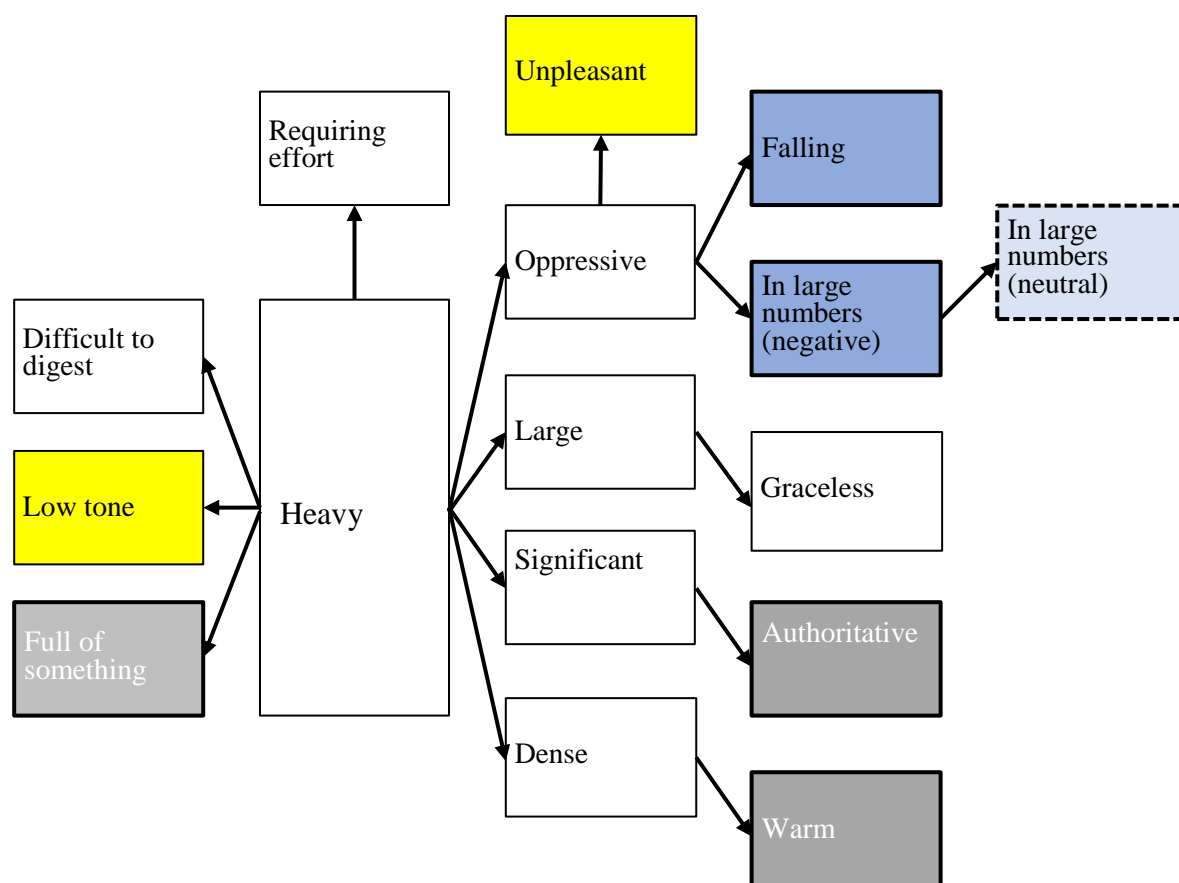 Unpleasant
Requiring
effort
Falling
In large
numbers
(neutral)
Oppressive
In large
numbers
(negative)
Difficult to
digest
Large
Graceless
Low tone
Heavy
Significant
Authoritative
Full of
something
Dense
Warm